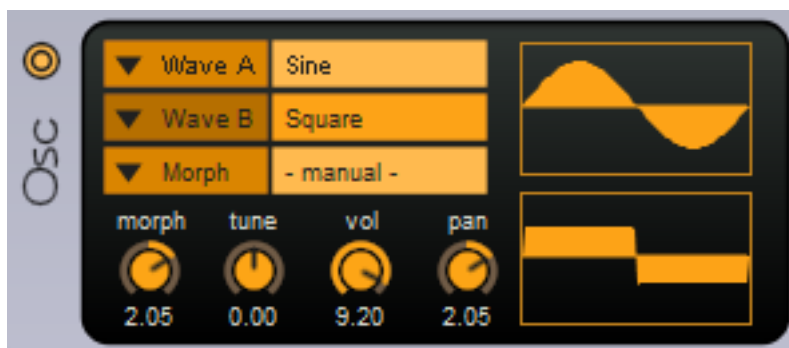 Osc
Wave A Sine
Wave B Square
Morph - manual -
morph tune vol pan
2.05 0.00 9.20 2.05